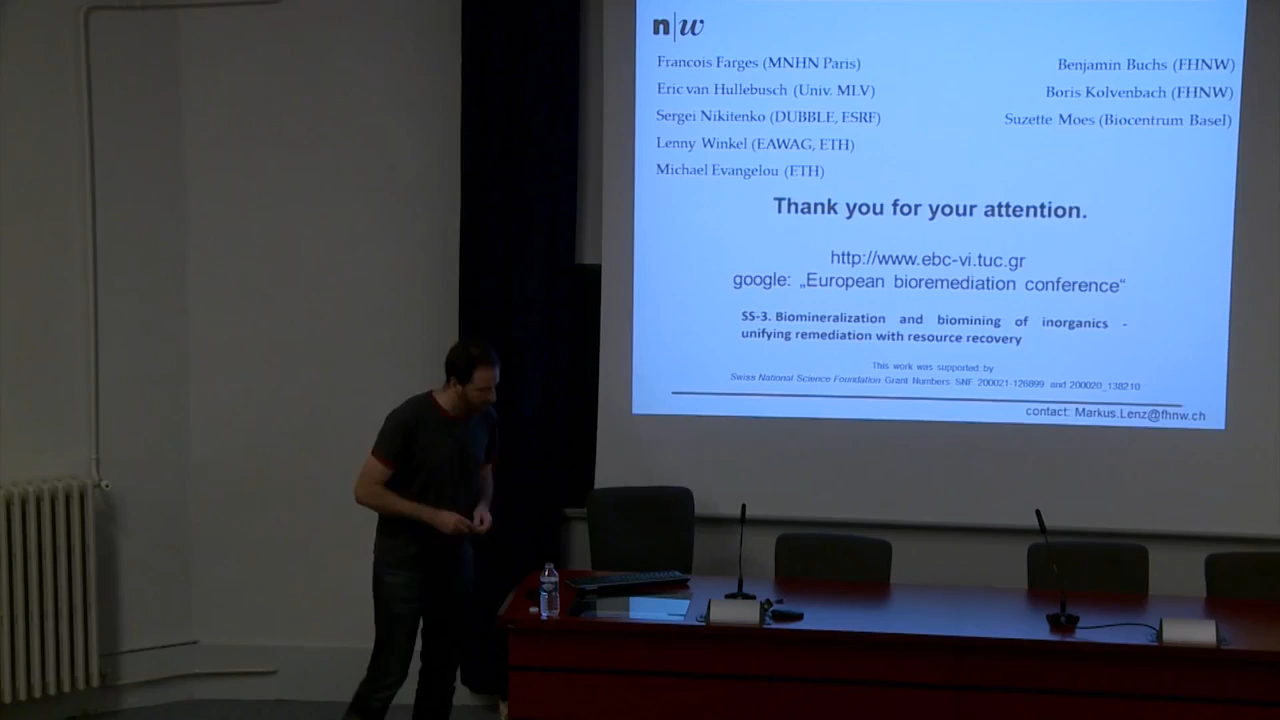 n|w
Francois Farges (MNHN Paris)
Eric van Hullebusch (Univ. MLV)
Sergei Nikitenko (DUBBLE, ESRF)
Lenny Winkel (EAWAG, ETH)
Michael Evangelou (ETH)
Benjamin Buchs (FHNW)
Boris Kolvenbach (FHNW)
Suzette Moes (Biocentrum Basel)
Thank you for your attention.
http://www.ebc-vi.tuc.gr
google: „European bioremediation conference“
SS-3. Biomineralization and biomining of inorganics -
unifying remediation with resource recovery
This work was supported by
Swiss National Science Foundation Grant Numbers SNF 200021-126899 and 200020_138210
contact: Markus.Lenz@fhnw.ch